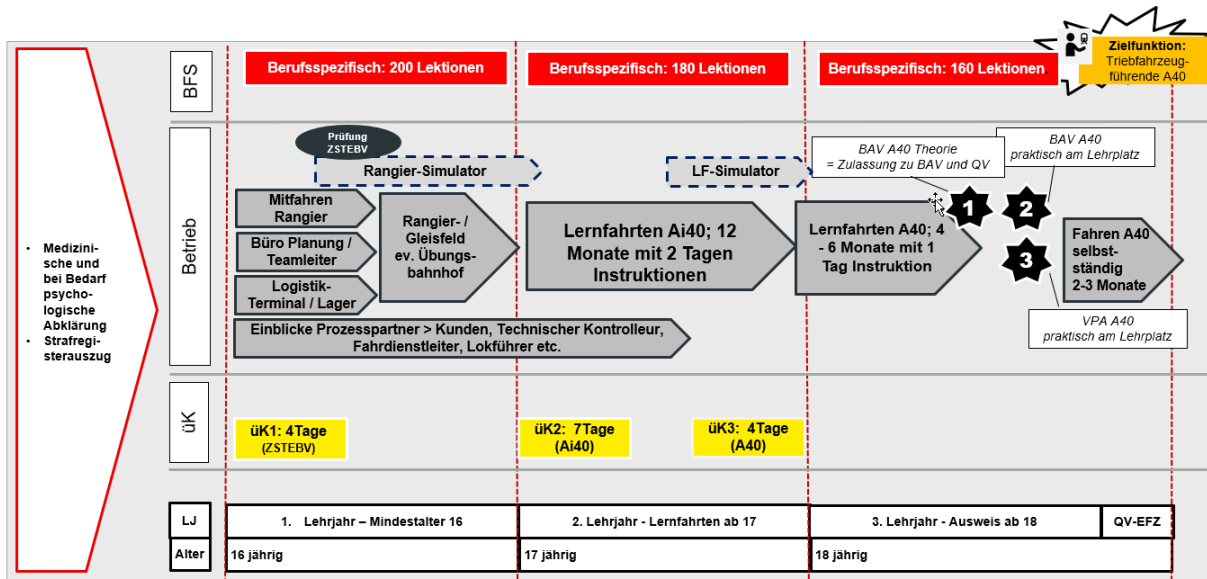 Zielfunktion:
Triebfahrzeug-
führende A40
BFS
Berufsspezifisch: 200 Lektionen
Berufsspezifisch: 180 Lektionen
Berufsspezifisch: 160 Lektionen.
Betrieb
Prüfung
ZSTEBV
Rangier-Simulator
LF-Simulator
BAV A40 Theorie
= Zulassung zu BAV und QV
BAV A40
praktisch am Lehrplatz
Mitfahren
Rangier
Büro Planung /
Teamleiter
Logistik-
Terminal / Lager
Rangier- /
Gleisfeld
ev. Übungs-
bahnhof
Lernfahrten Ai40; 12
Monate mit 2 Tagen
Instruktionen
Lernfahrten A40; 4
- 6 Monate mit 1
Tag Instruktion
1
2
3
Fahren A40
selbst-
ständig
2-3 Monate
VPA A40
praktisch am Lehrplatz
Einblicke Prozesspartner > Kunden, Technischer Kontrolleur,
Fahrdienstleiter, Lokführer etc.
• Medizini-
sche und
bei Bedarf
psycho-
logische
Abklärung
• Strafregi-
sterauszug
üK
üK1: 4Tage
(ZSTEBV)
üK2: 7Tage
(Ai40)
üK3: 4Tage
(A40)
LJ
1. Lehrjahr – Mindestalter 16
2. Lehrjahr - Lernfahrten ab 17
3. Lehrjahr - Ausweis ab 18
QV-EFZ
Alter
16 jährig
17 jährig
18 jährig